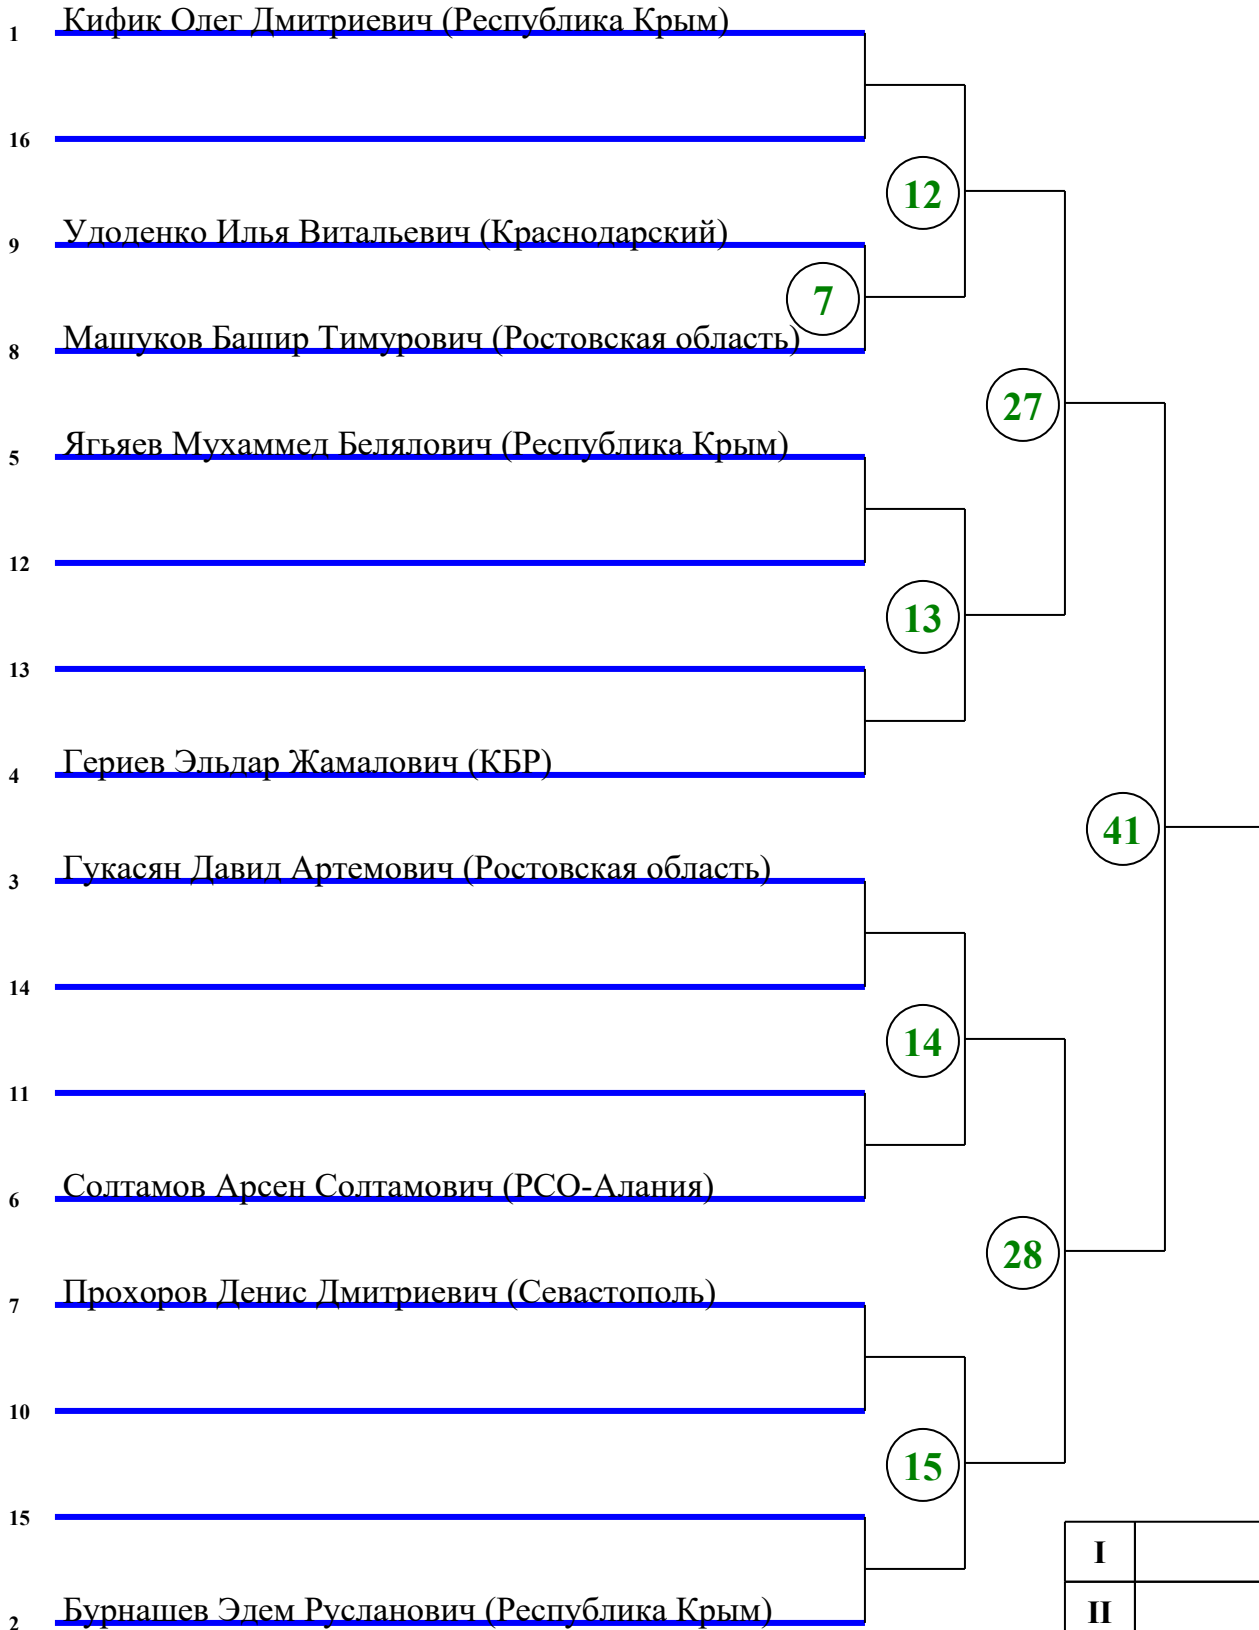 1 Кифик Олег Дмитриевич (Республика Крым)
16
12
9 Удоденко Илья Витальевич (Краснодарский)
7
8 Машуков Башир Тимурович (Ростовская область)
27
5 Ягьяев Мухаммед Белялович (Республика Крым)
12
13
13
4 Гериев Эльдар Жамалович (КБР)
41
3 Гукасян Давид Артемович (Ростовская область)
14
14
11
6 Солтамов Арсен Солтамович (РСО-Алания)
28
7 Прохоров Денис Дмитриевич (Севастополь)
10
15
15
I
2 Бурнашев Эдем Русланович (Республика Крым)
II